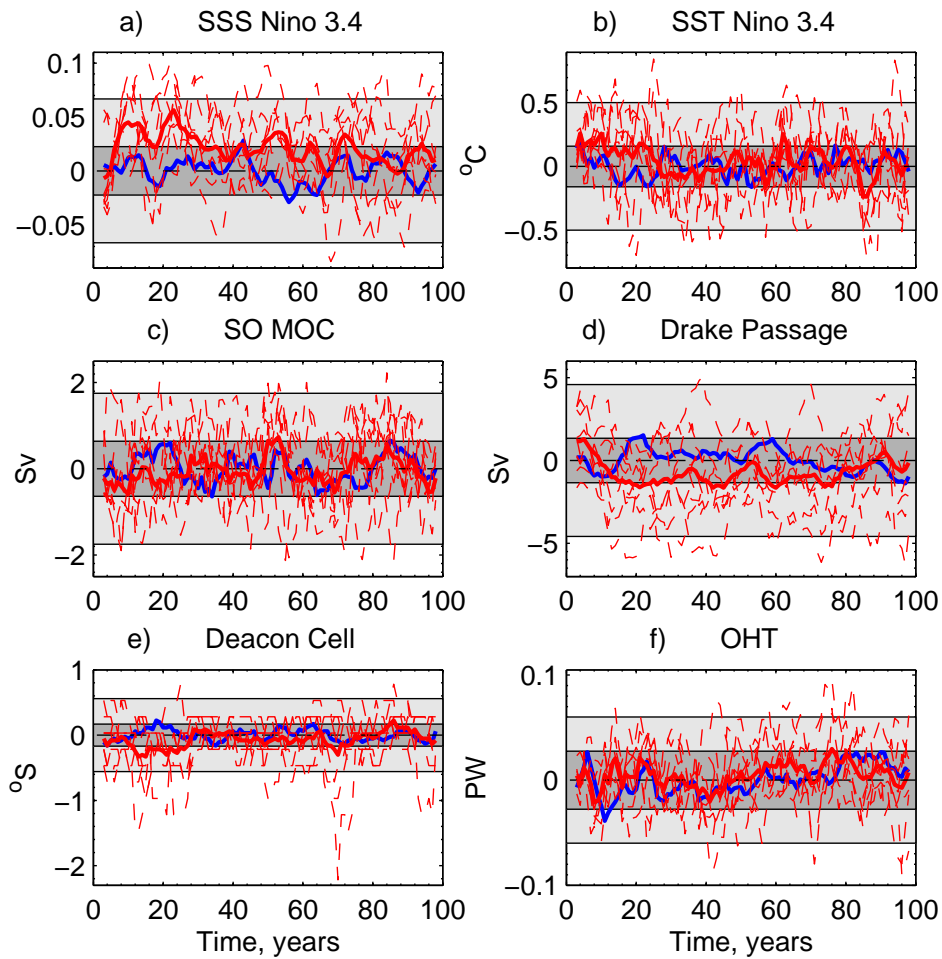 a) SSS Nino 3.4
b) SST Nino 3.4
0.1
0.05
0
−0.05
0 20 40 60 80 100
oC
0.5
0
−0.5
0 20 40 60 80 100
c) SO MOC
d) Drake Passage
Sv
2
0
−2
0 20 40 60 80 100
Sv
5
0
−5
0 20 40 60 80 100
e) Deacon Cell
f) OHT
oS
1
0
−1
−2
0 20 40 60 80 100
Time, years
PW
0.1
0
−0.1
0 20 40 60 80 100
Time, years